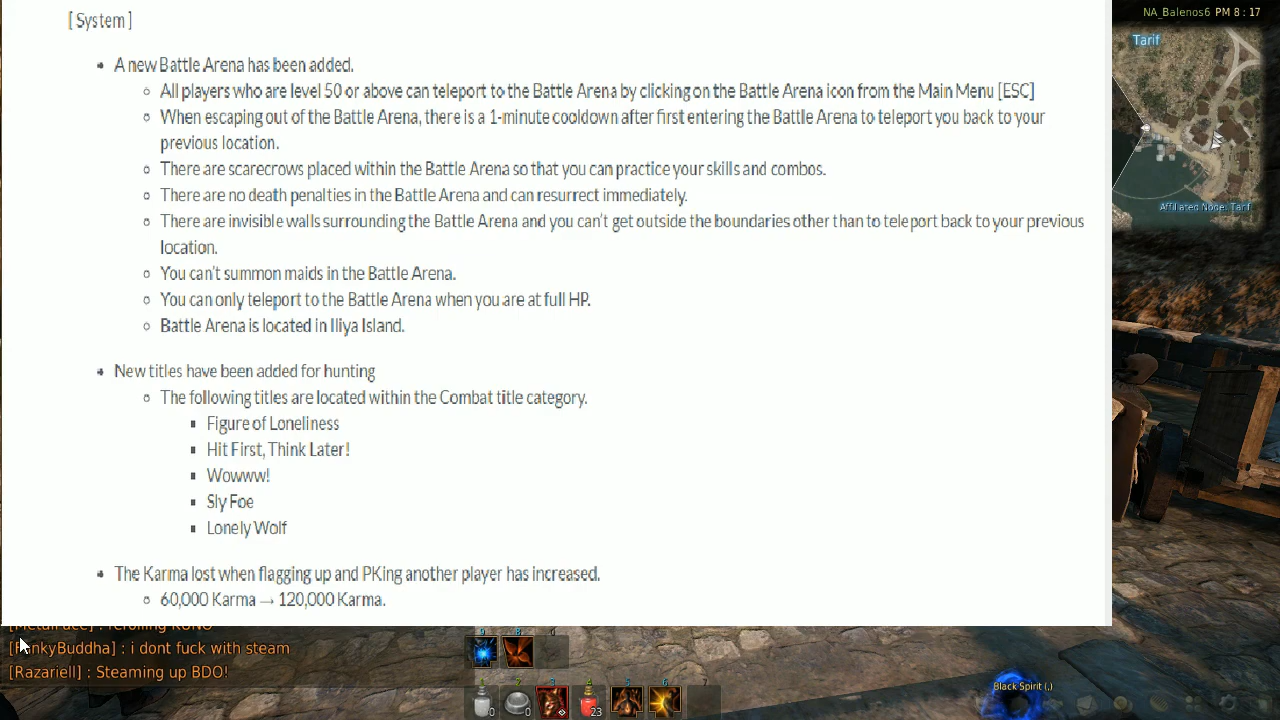 [ System ]
A new Battle Arena has been added.
All players who are level 50 or above can teleport to the Battle Arena by clicking on the Battle Arena icon from the Main Menu [ESC]
When escaping out of the Battle Arena, there is a 1-minute cooldown after first entering the Battle Arena to teleport you back to your
previous location.
There are scarecrows placed within the Battle Arena so that you can practice your skills and combos.
There are no death penalties in the Battle Arena and can resurrect immediately.
There are invisible walls surrounding the Battle Arena and you can't get outside the boundaries other than to teleport back to your previous
location.
You can't summon maids in the Battle Arena.
You can only teleport to the Battle Arena when you are at full HP.
Battle Arena is located in Iliya Island.
New titles have been added for hunting
The following titles are located within the Combat title category.
Figure of Loneliness
Hit First, Think Later!
Wowww!
Sly Foe
Lonely Wolf
The Karma lost when flagging up and PKing another player has increased.
60,000 Karma → 120,000 Karma.
NA_Balenos6 PM 8 : 17
Tarif
Affiliated Node: Tarif
: rerolling KUNO
nkyBuddha] : i dont fuck with steam
[Razariell] : Steaming up BDO!
0
0
23
4
5
6
7
Black Spirit (,)